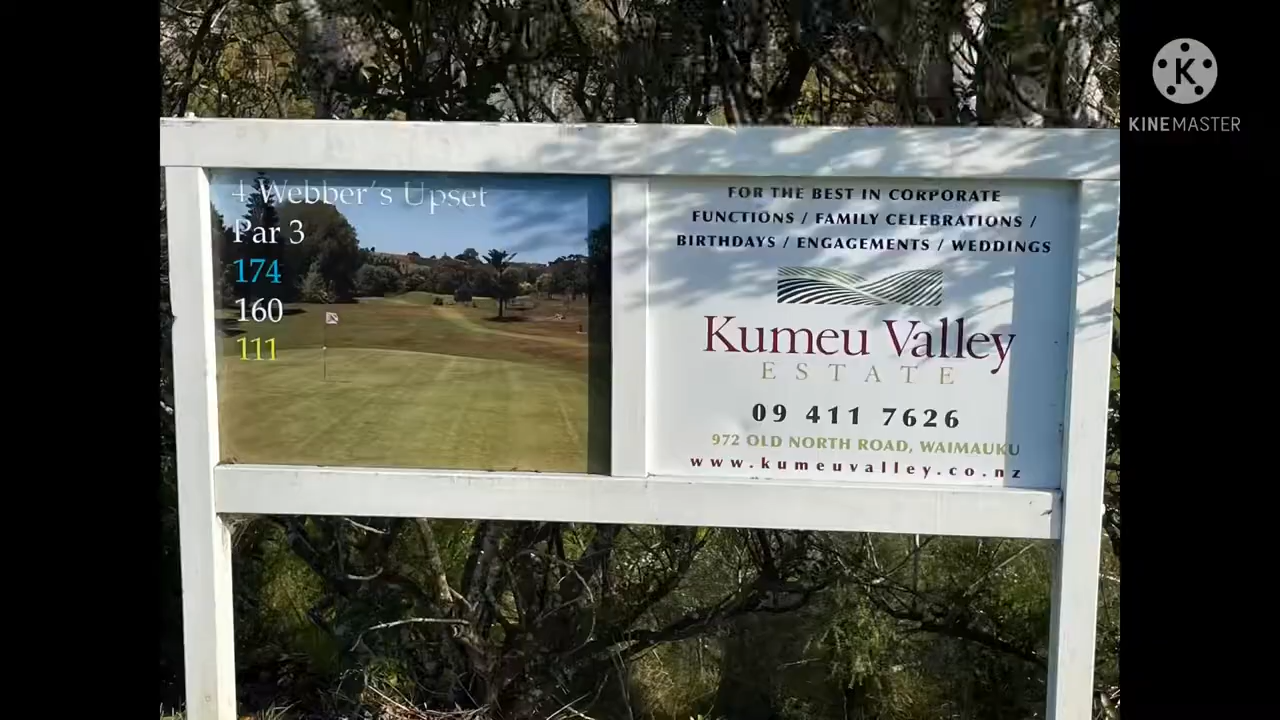 4 Webber's Upset
Par 3
174
160
111
FOR THE BEST IN CORPORATE
FUNCTIONS / FAMILY CELEBRATIONS /
BIRTHDAYS / ENGAGEMENTS / WEDDINGS
Kumeu Valley
ESTATE
09 411 7626
972 OLD NORTH ROAD, WAIMAUKU
www.kumeuvalley.co.nz
K
KINEMASTER